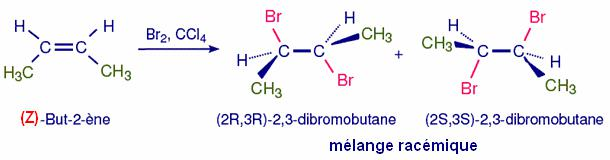 H H
C=C
H3C CH3
Br2, CCl4
Br H
H C C CH3
CH3 Br
+
H Br
CH3 C C H
Br CH3
(Z)-But-2-ène
(2R,3R)-2,3-dibromobutane
(2S,3S)-2,3-dibromobutane
mélange racémique